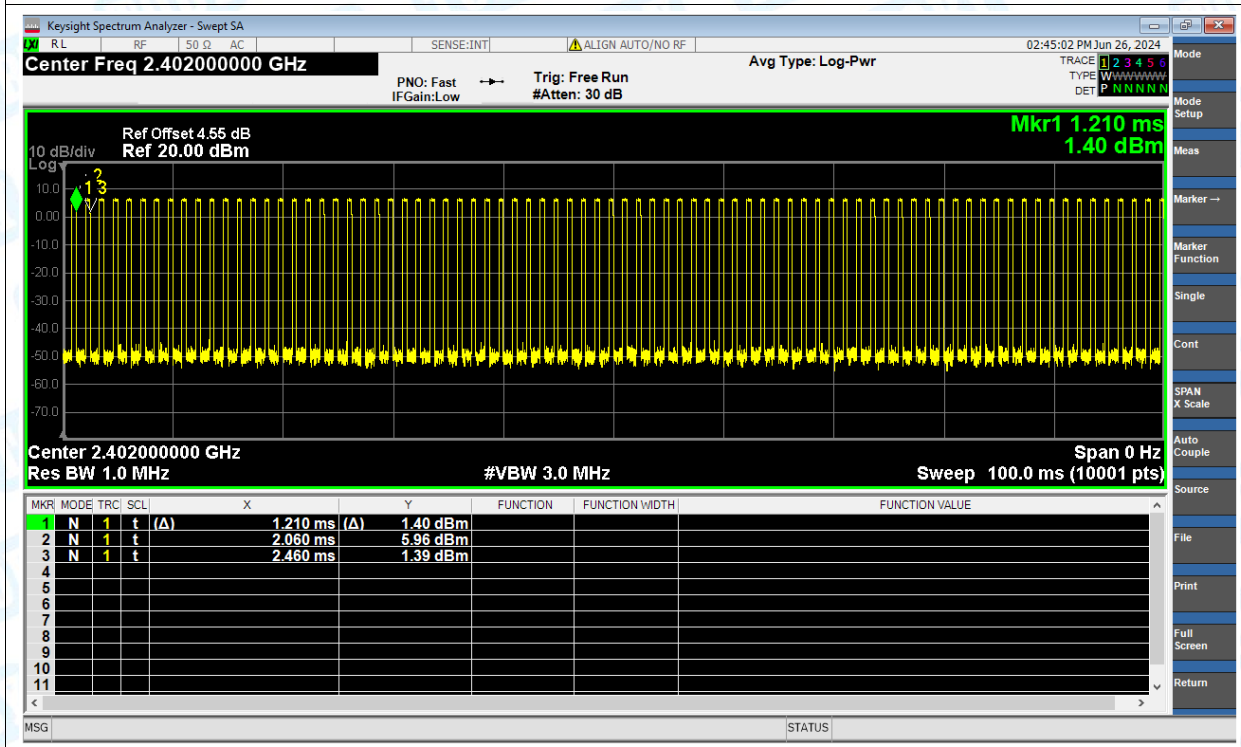 Keysight Spectrum Analyzer - Swept SA
LXI RL RF 50 Ω AC SENSE:INT ALIGN AUTO/NO RF 02:45:02 PM Jun 26, 2024
Center Freq 2.402000000 GHz
Avg Type: Log-Pwr
TRACE 1 2 3 4 5 6
PNO: Fast Trig: Free Run
TYPE WWWWWW
IFGain:Low #Atten: 30 dB
DET P N N N N N
Mkr1 1.210 ms
Ref Offset 4.55 dB
1.40 dBm
10 dB/div Ref 20.00 dBm
Log
2
1 3
10.0
0.00
-10.0
-20.0
-30.0
-40.0
-50.0
-60.0
-70.0
Center 2.402000000 GHz Span 0 Hz
Res BW 1.0 MHz #VBW 3.0 MHz Sweep 100.0 ms (10001 pts)
MKR MODE TRC SCL X Y FUNCTION FUNCTION WIDTH FUNCTION VALUE
1 N 1 t (Δ) 1.210 ms (Δ) 1.40 dBm
2 N 1 t 2.060 ms 5.96 dBm
3 N 1 t 2.460 ms 1.39 dBm
4
5
6
7
8
9
10
11
MSG STATUS
Mode
Mode
Setup
Meas
Marker →
Marker
Function
Single
Cont
SPAN
X Scale
Auto
Couple
Source
File
Print
Full
Screen
Return